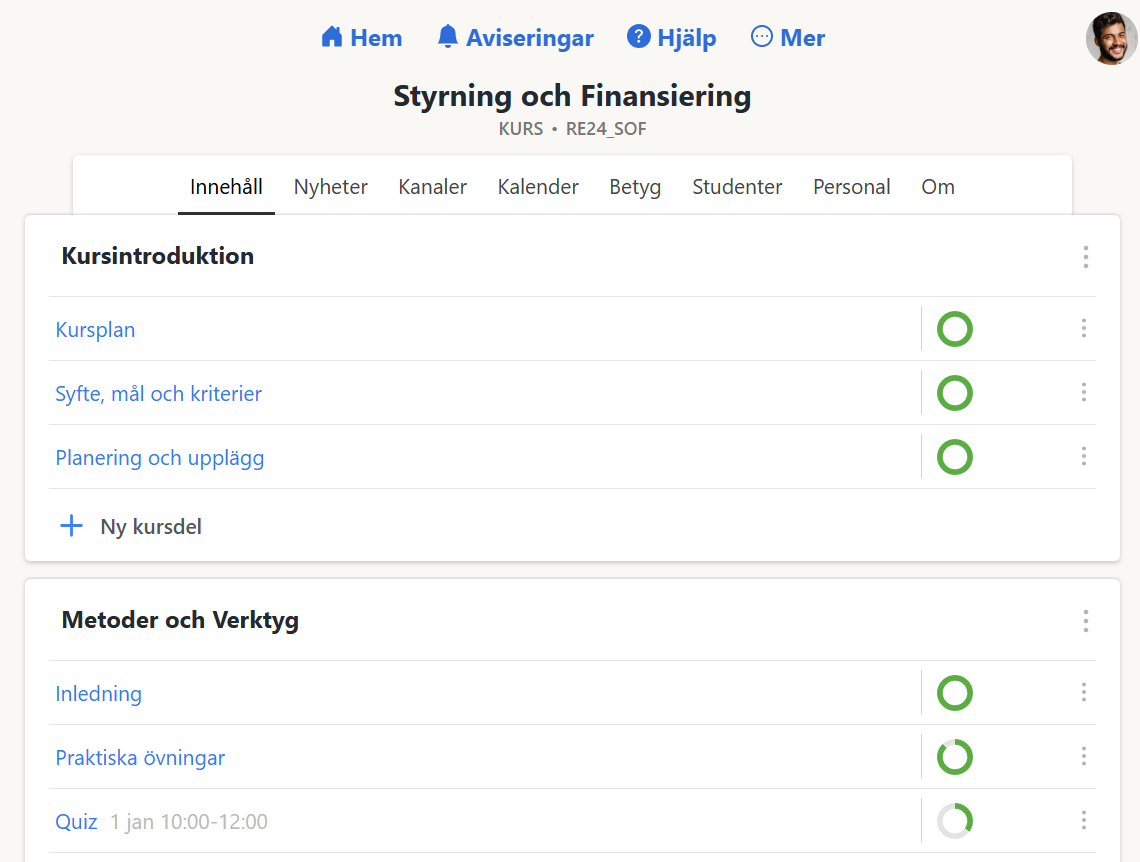 Hem Aviseringar Hjälp Mer
Styrning och Finansiering
KURS • RE24_SOF
Innehåll Nyheter Kanaler Kalender Betyg Studenter Personal Om
Kursintroduktion
Kursplan
Syfte, mål och kriterier
Planering och upplägg
Ny kursdel
Metoder och Verktyg
Inledning
Praktiska övningar
Quiz 1 jan 10:00-12:00